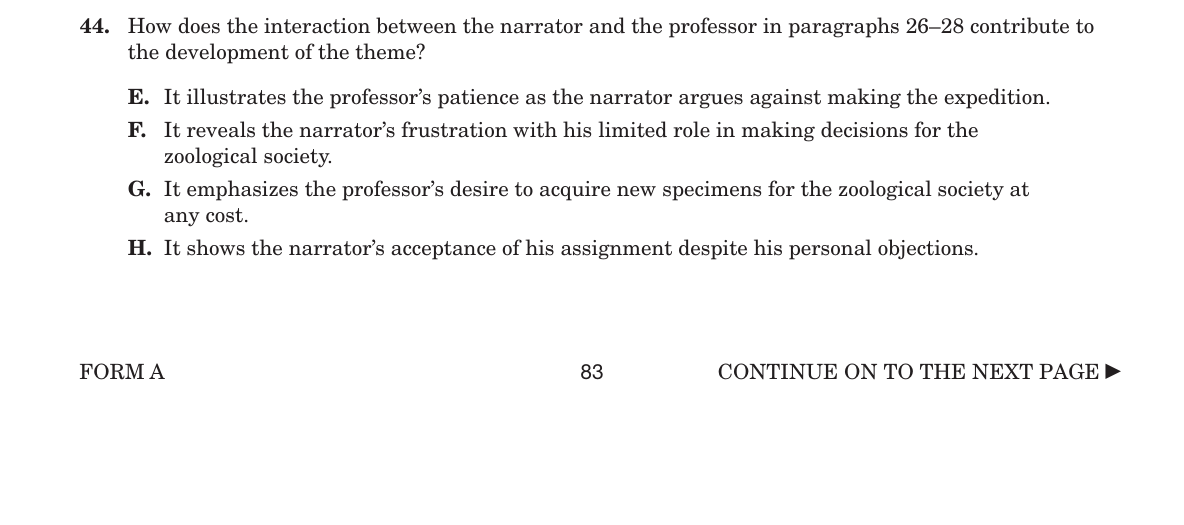 44. How does the interaction between the narrator and the professor in paragraphs 26–28 contribute to
the development of the theme?
E. It illustrates the professor’s patience as the narrator argues against making the expedition.
F. It reveals the narrator’s frustration with his limited role in making decisions for the
zoological society.
G. It emphasizes the professor’s desire to acquire new specimens for the zoological society at
any cost.
H. It shows the narrator’s acceptance of his assignment despite his personal objections.
FORM A 83 CONTINUE ON TO THE NEXT PAGE ▶